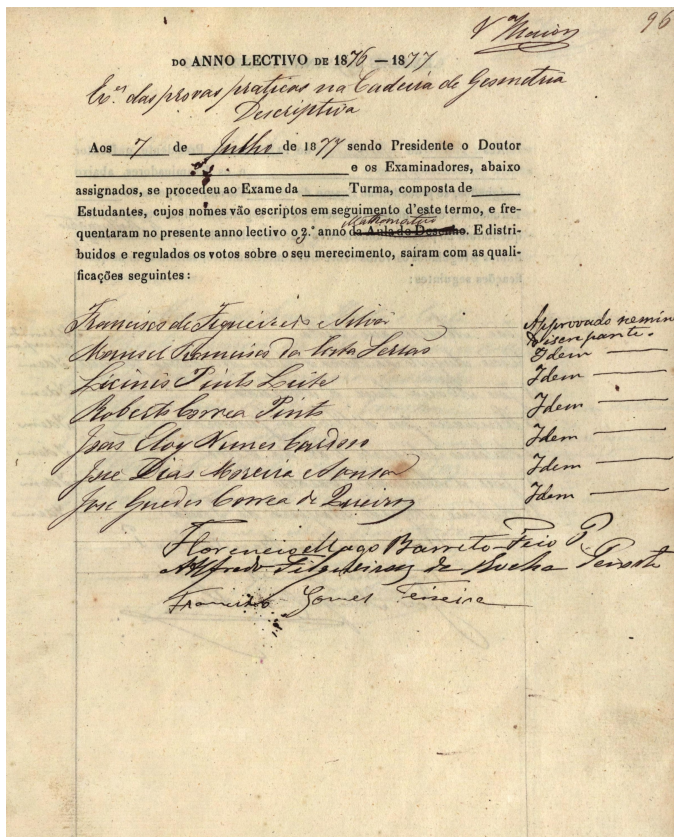 96
DO ANNO LECTIVO DE 1876 — 1877
das provas praticas na Cadeira de Geometria
Descriptiva
Aos 7 de Julho de 1877 sendo Presidente o Doutor
e os Examinadores, abaixo
assignados, se procedeu ao Exame da Turma, composta de
Estudantes, cujos nomes vão escriptos em seguimento d'este termo, e fre-
Mathematico
quentaram no presente anno lectivo o 3.º anno da Aula de Desenho. E distri-
buidos e regulados os votos sobre o seu merecimento, sairam com as quali-
ficações seguintes:
Francisco de Figueiredo e Silva Approvado nemine
discrepante.
Manuel Francisco da Costa Serrão Idem
Licinio Pinto Leite Idem
Roberto Correa Pinto Idem
João Eloy Nunes Cardoso Idem
José Dias Moreira Idem
José Guedes Correa de Queiroz Idem
Florencio Mago Barreto Feio P.
Alfredo Filgueiras da Rocha Peixoto
Francisco Gomes Teixeira